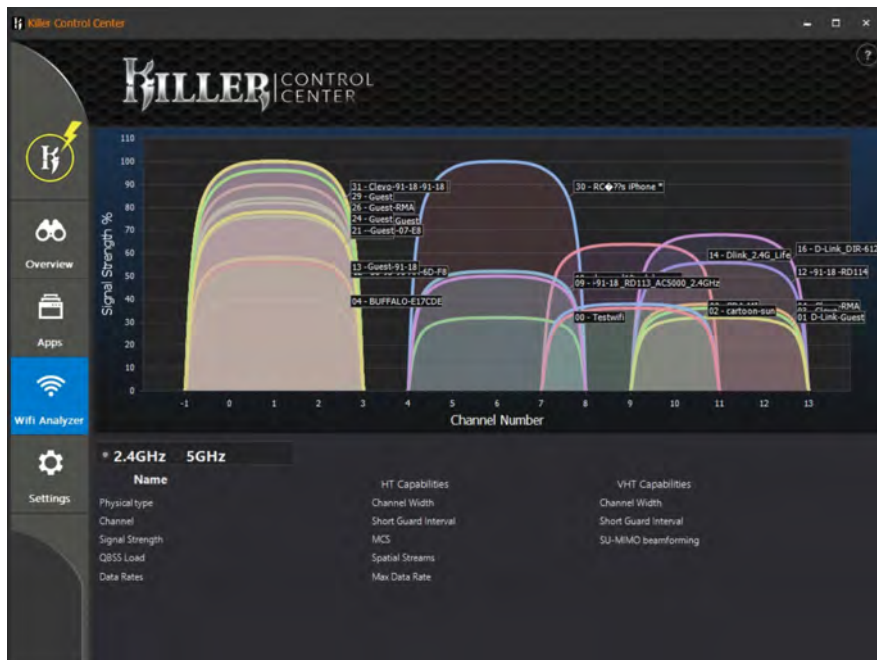 Killer Control Center
?
KILLER CONTROL CENTER
Overview
Apps
Wifi Analyzer
Settings
Signal Strength %
110
100
90
80
70
60
50
40
30
20
10
0
31 - Clevo-91-18 -91-18
29 - Guest
26 - Guest-RMA
24 - Guest Guest
21 --Guest-07-E8
13 - Guest-91-18
-6D-F8
04 - BUFFALO-E17CDE
30 - RC�??s iPhone *
09 - -91-18_RD113_AC5000_2.4GHz
00 - Testwifi
14 - Dlink_2.4G_Life
16 - D-Link_DIR-612
12 -91-18 -RD114
02 - cartoon-sun
-RMA
01 D-Link-Guest
-1 0 1 2 3 4 5 6 7 8 9 10 11 12 13
Channel Number
2.4GHz 5GHz
Name
Physical type
Channel
Signal Strength
QBSS Load
Data Rates
HT Capabilities
Channel Width
Short Guard Interval
MCS
Spatial Streams
Max Data Rate
VHT Capabilities
Channel Width
Short Guard Interval
SU-MIMO beamforming